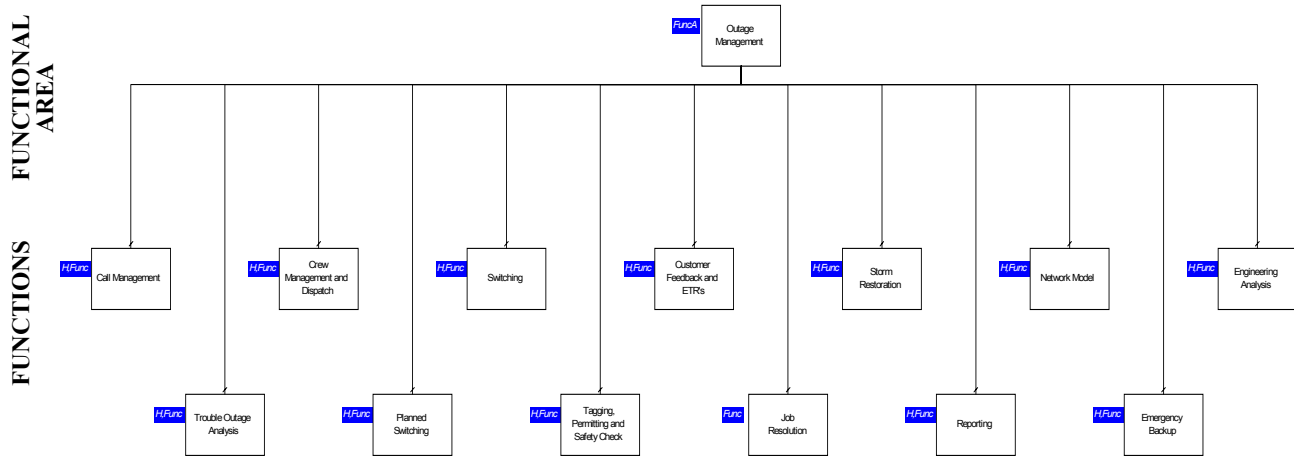 FUNCTIONAL
AREA
FuncA
Outage
Management
FUNCTIONS
H,Func
Call Management
H,Func
Crew
Management and
Dispatch
H,Func
Switching
H,Func
Customer
Feedback and
ETR's
H,Func
Storm
Restoration
H,Func
Network Model
H,Func
Engineering
Analysis
H,Func
Trouble Outage
Analysis
H,Func
Planned
Switching
H,Func
Tagging,
Permitting and
Safety Check
Func
Job
Resolution
H,Func
Reporting
H,Func
Emergency
Backup